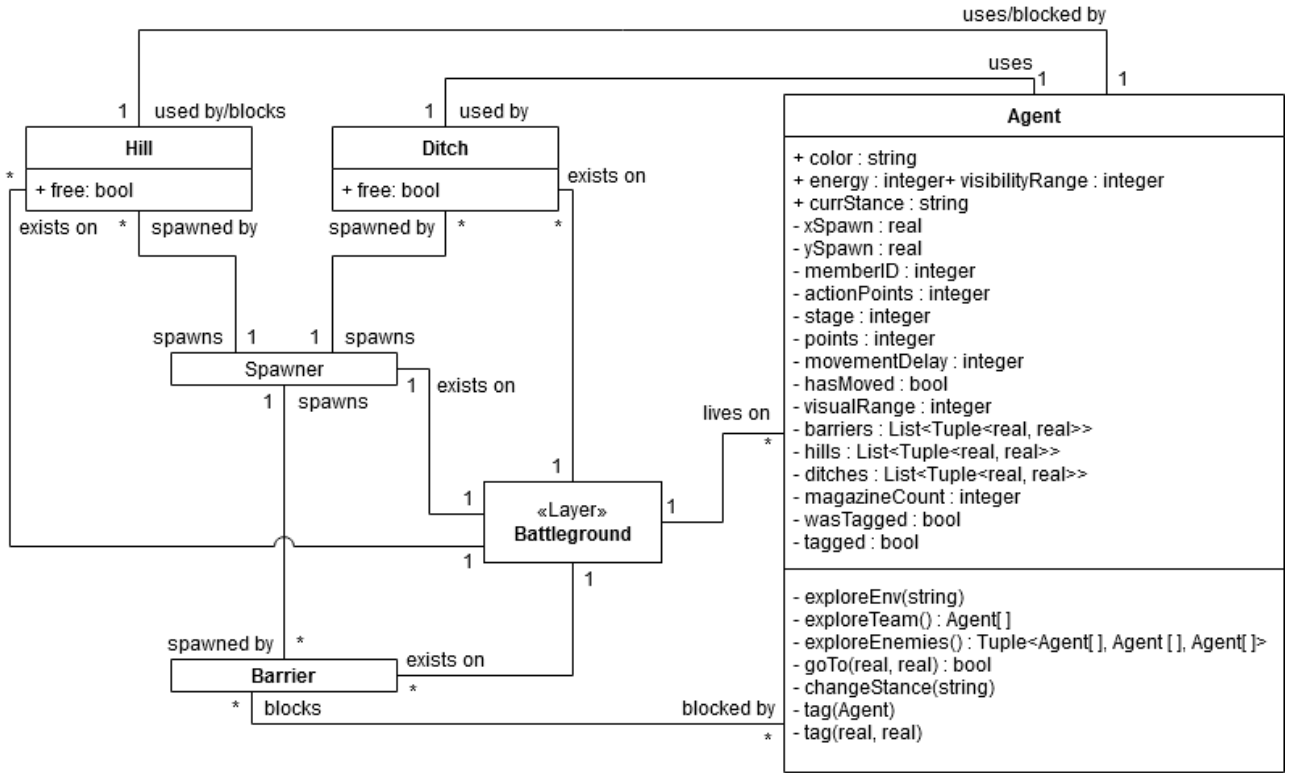 uses/blocked by
uses
1
1
1
used by/blocks
1
used by
Hill
+ free: bool
Ditch
+ free: bool
*
exists on
*
spawned by
spawned by
*
exists on
*
Agent
+ color : string
+ energy : integer+ visibilityRange : integer
+ currStance : string
- xSpawn : real
- ySpawn : real
- memberID : integer
- actionPoints : integer
- stage : integer
- points : integer
- movementDelay : integer
- hasMoved : bool
- visualRange : integer
- barriers : List<Tuple<real, real>>
- hills : List<Tuple<real, real>>
- ditches : List<Tuple<real, real>>
- magazineCount : integer
- wasTagged : bool
- tagged : bool
- exploreEnv(string)
- exploreTeam() : Agent[ ]
- exploreEnemies() : Tuple<Agent[ ], Agent [ ], Agent[ ]>
- goTo(real, real) : bool
- changeStance(string)
- tag(Agent)
- tag(real, real)
spawns
1
1
spawns
Spawner
1
spawns
1
exists on
lives on
*
1
1
1
1
«Layer»
Battleground
1
1
spawned by
*
Barrier
exists on
*
*
blocks
blocked by
*